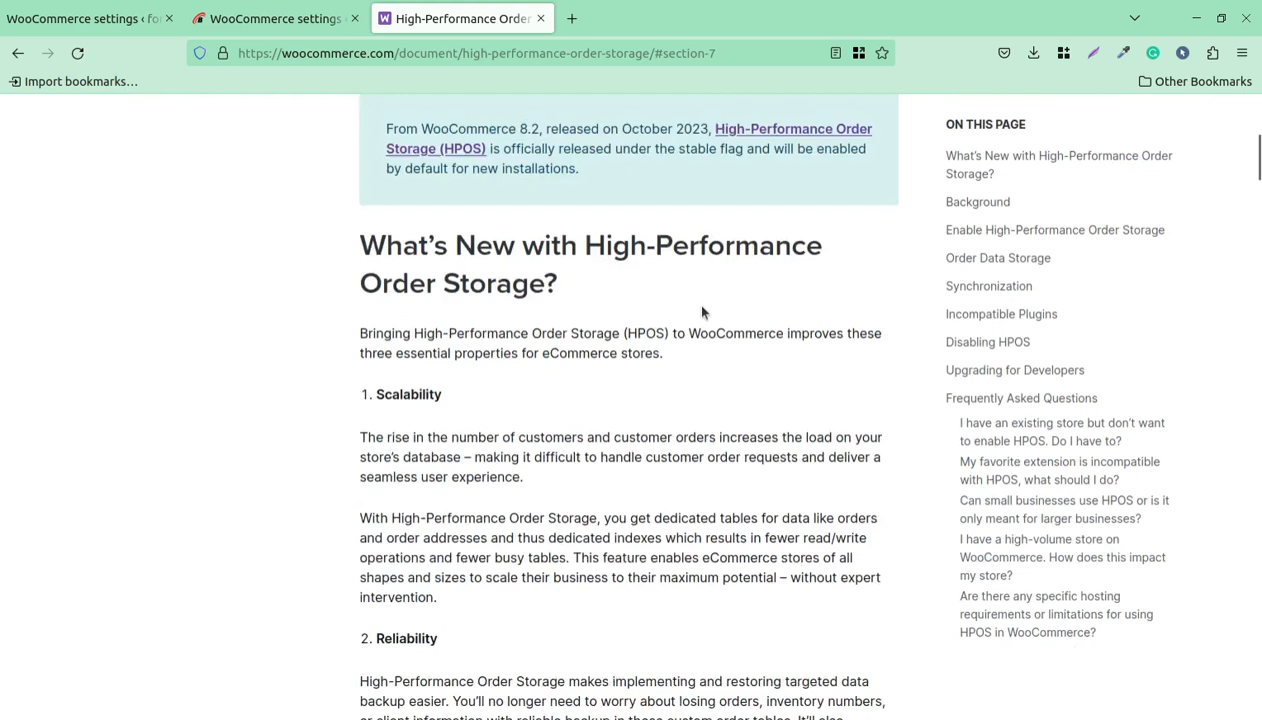 WooCommerce settings ‹ fo
WooCommerce settings
High-Performance Order
https://woocommerce.com/document/high-performance-order-storage/#section-7
Import bookmarks…
Other Bookmarks
From WooCommerce 8.2, released on October 2023, High-Performance Order
Storage (HPOS) is officially released under the stable flag and will be enabled
by default for new installations.
What’s New with High-Performance
Order Storage?
Bringing High-Performance Order Storage (HPOS) to WooCommerce improves these
three essential properties for eCommerce stores.
1. Scalability
The rise in the number of customers and customer orders increases the load on your
store’s database – making it difficult to handle customer order requests and deliver a
seamless user experience.
With High-Performance Order Storage, you get dedicated tables for data like orders
and order addresses and thus dedicated indexes which results in fewer read/write
operations and fewer busy tables. This feature enables eCommerce stores of all
shapes and sizes to scale their business to their maximum potential – without expert
intervention.
2. Reliability
High-Performance Order Storage makes implementing and restoring targeted data
backup easier. You’ll no longer need to worry about losing orders, inventory numbers,
or client information with reliable backup in these custom order tables. It’ll also
ON THIS PAGE
What’s New with High-Performance Order
Storage?
Background
Enable High-Performance Order Storage
Order Data Storage
Synchronization
Incompatible Plugins
Disabling HPOS
Upgrading for Developers
Frequently Asked Questions
I have an existing store but don’t want
to enable HPOS. Do I have to?
My favorite extension is incompatible
with HPOS, what should I do?
Can small businesses use HPOS or is it
only meant for larger businesses?
I have a high-volume store on
WooCommerce. How does this impact
my store?
Are there any specific hosting
requirements or limitations for using
HPOS in WooCommerce?